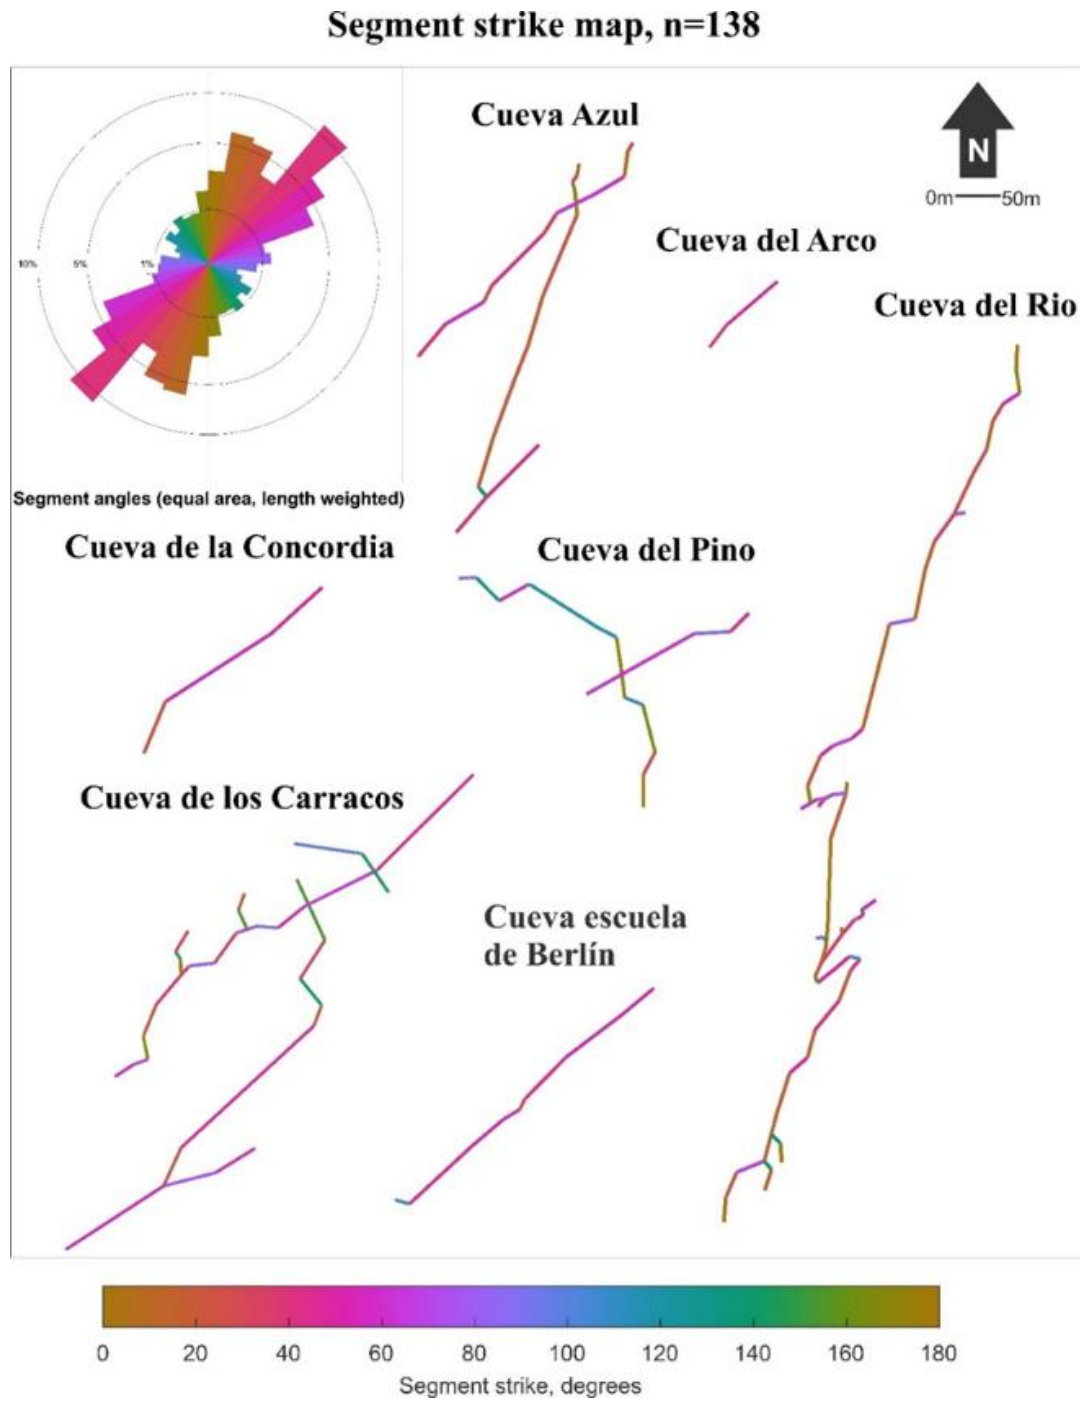 Segment strike map, n=138
Cueva Azul
N
0m 50m
Cueva del Arco
Cueva del Rio
10% 5% 1%
Segment angles (equal area, length weighted)
Cueva de la Concordia
Cueva del Pino
Cueva de los Carracos
Cueva escuela
de Berlín
0 20 40 60 80 100 120 140 160 180
Segment strike, degrees